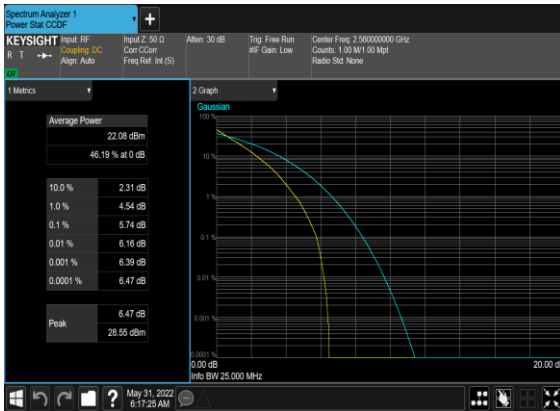 Spectrum Analyzer 1
Power Stat CCDF
+
KEYSIGHT
R T
LXI
Input: RF
Coupling: DC
Align: Auto
Input Z: 50 Ω
Corr CCorr
Freq Ref: Int (S)
Atten: 30 dB
Trig: Free Run
#IF Gain: Low
Center Freq: 2.560000000 GHz
Counts: 1.00 M/1.00 Mpt
Radio Std: None
1 Metrics
Average Power
22.08 dBm
46.19 % at 0 dB
10.0 % 2.31 dB
1.0 % 4.54 dB
0.1 % 5.74 dB
0.01 % 6.16 dB
0.001 % 6.39 dB
0.0001 % 6.47 dB
Peak 6.47 dB
28.55 dBm
2 Graph
Gaussian
100 %
10 %
1 %
0.1 %
0.01 %
0.001 %
0.0001 %
0.00 dB
20.00 d
Info BW 25.000 MHz
?
May 31, 2022
6:17:25 AM